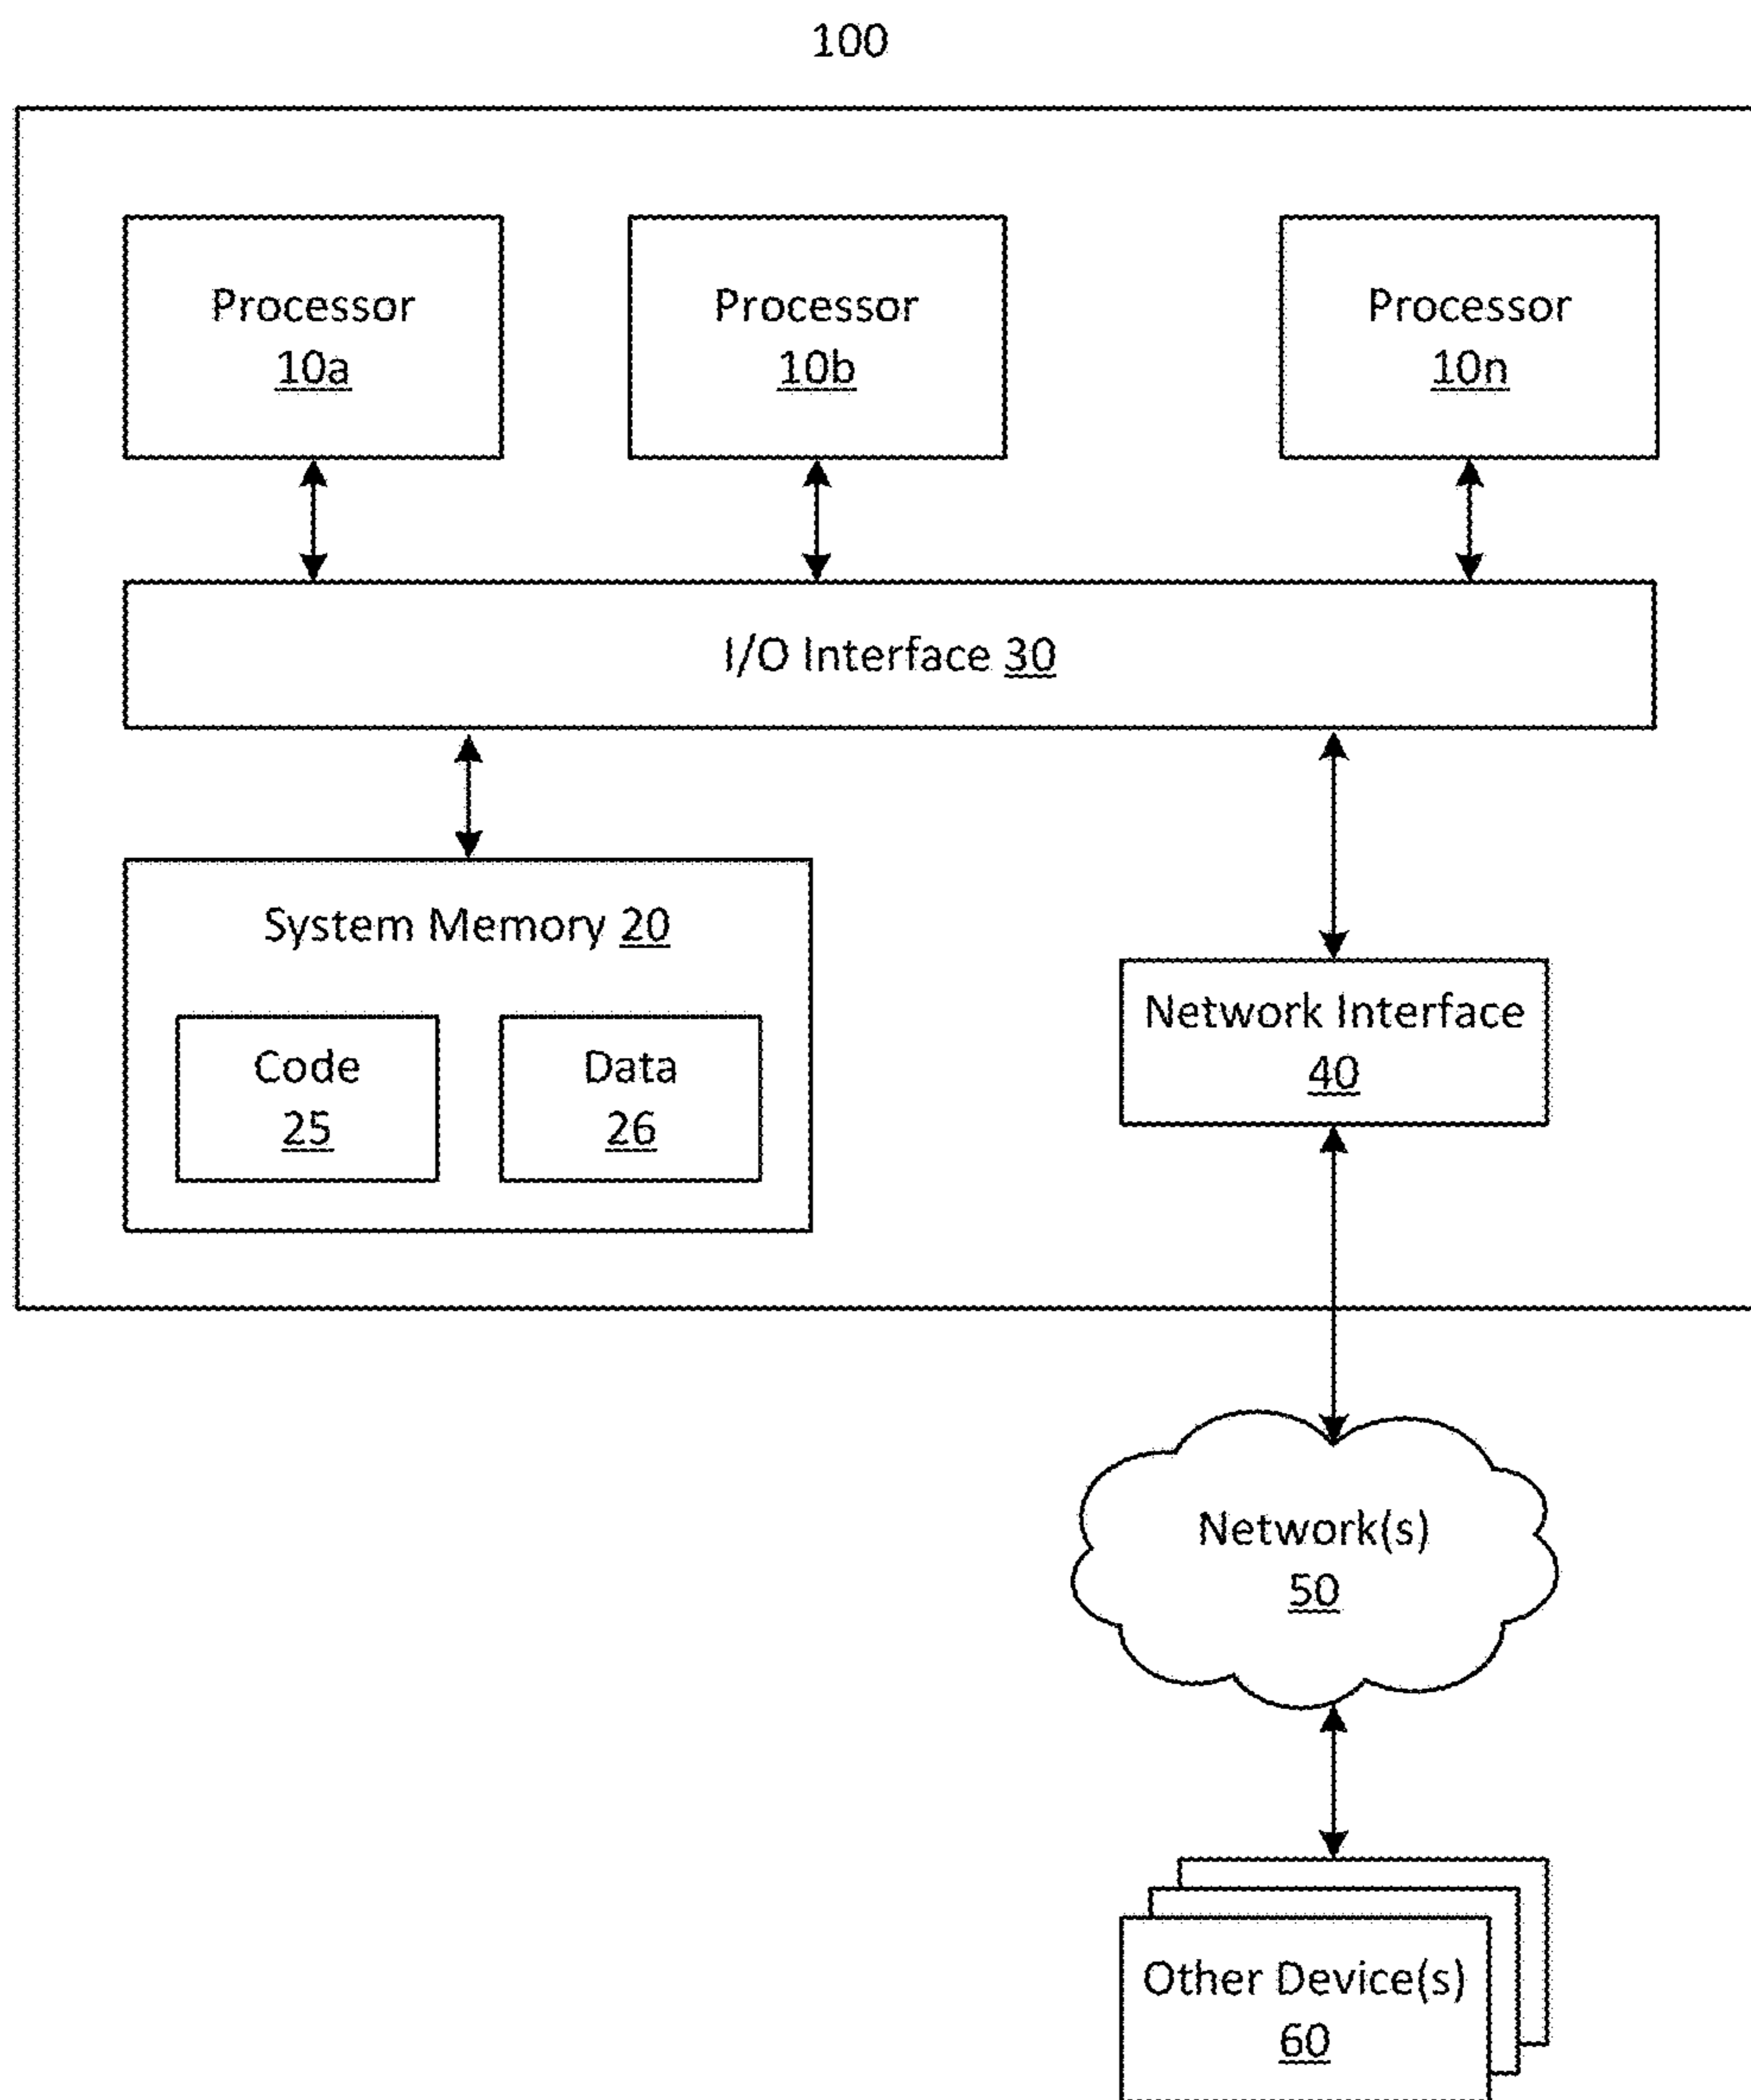 100
Processor
10a
Processor
10b
Processor
10n
I/O Interface 30
System Memory 20
Code
25
Data
26
Network Interface
40
Network(s)
50
Other Device(s)
60